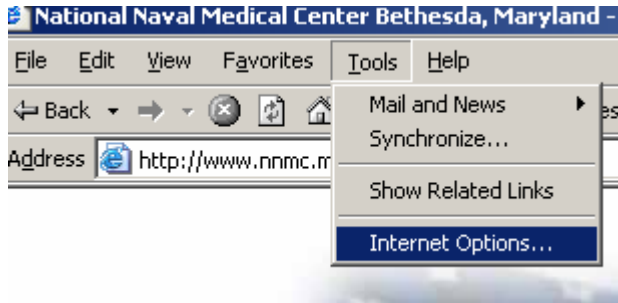 National Naval Medical Center Bethesda, Maryland -
File Edit View Favorites Tools Help
Back
Mail and News
Synchronize...
Address http://www.nnmc.m
Show Related Links
Internet Options...